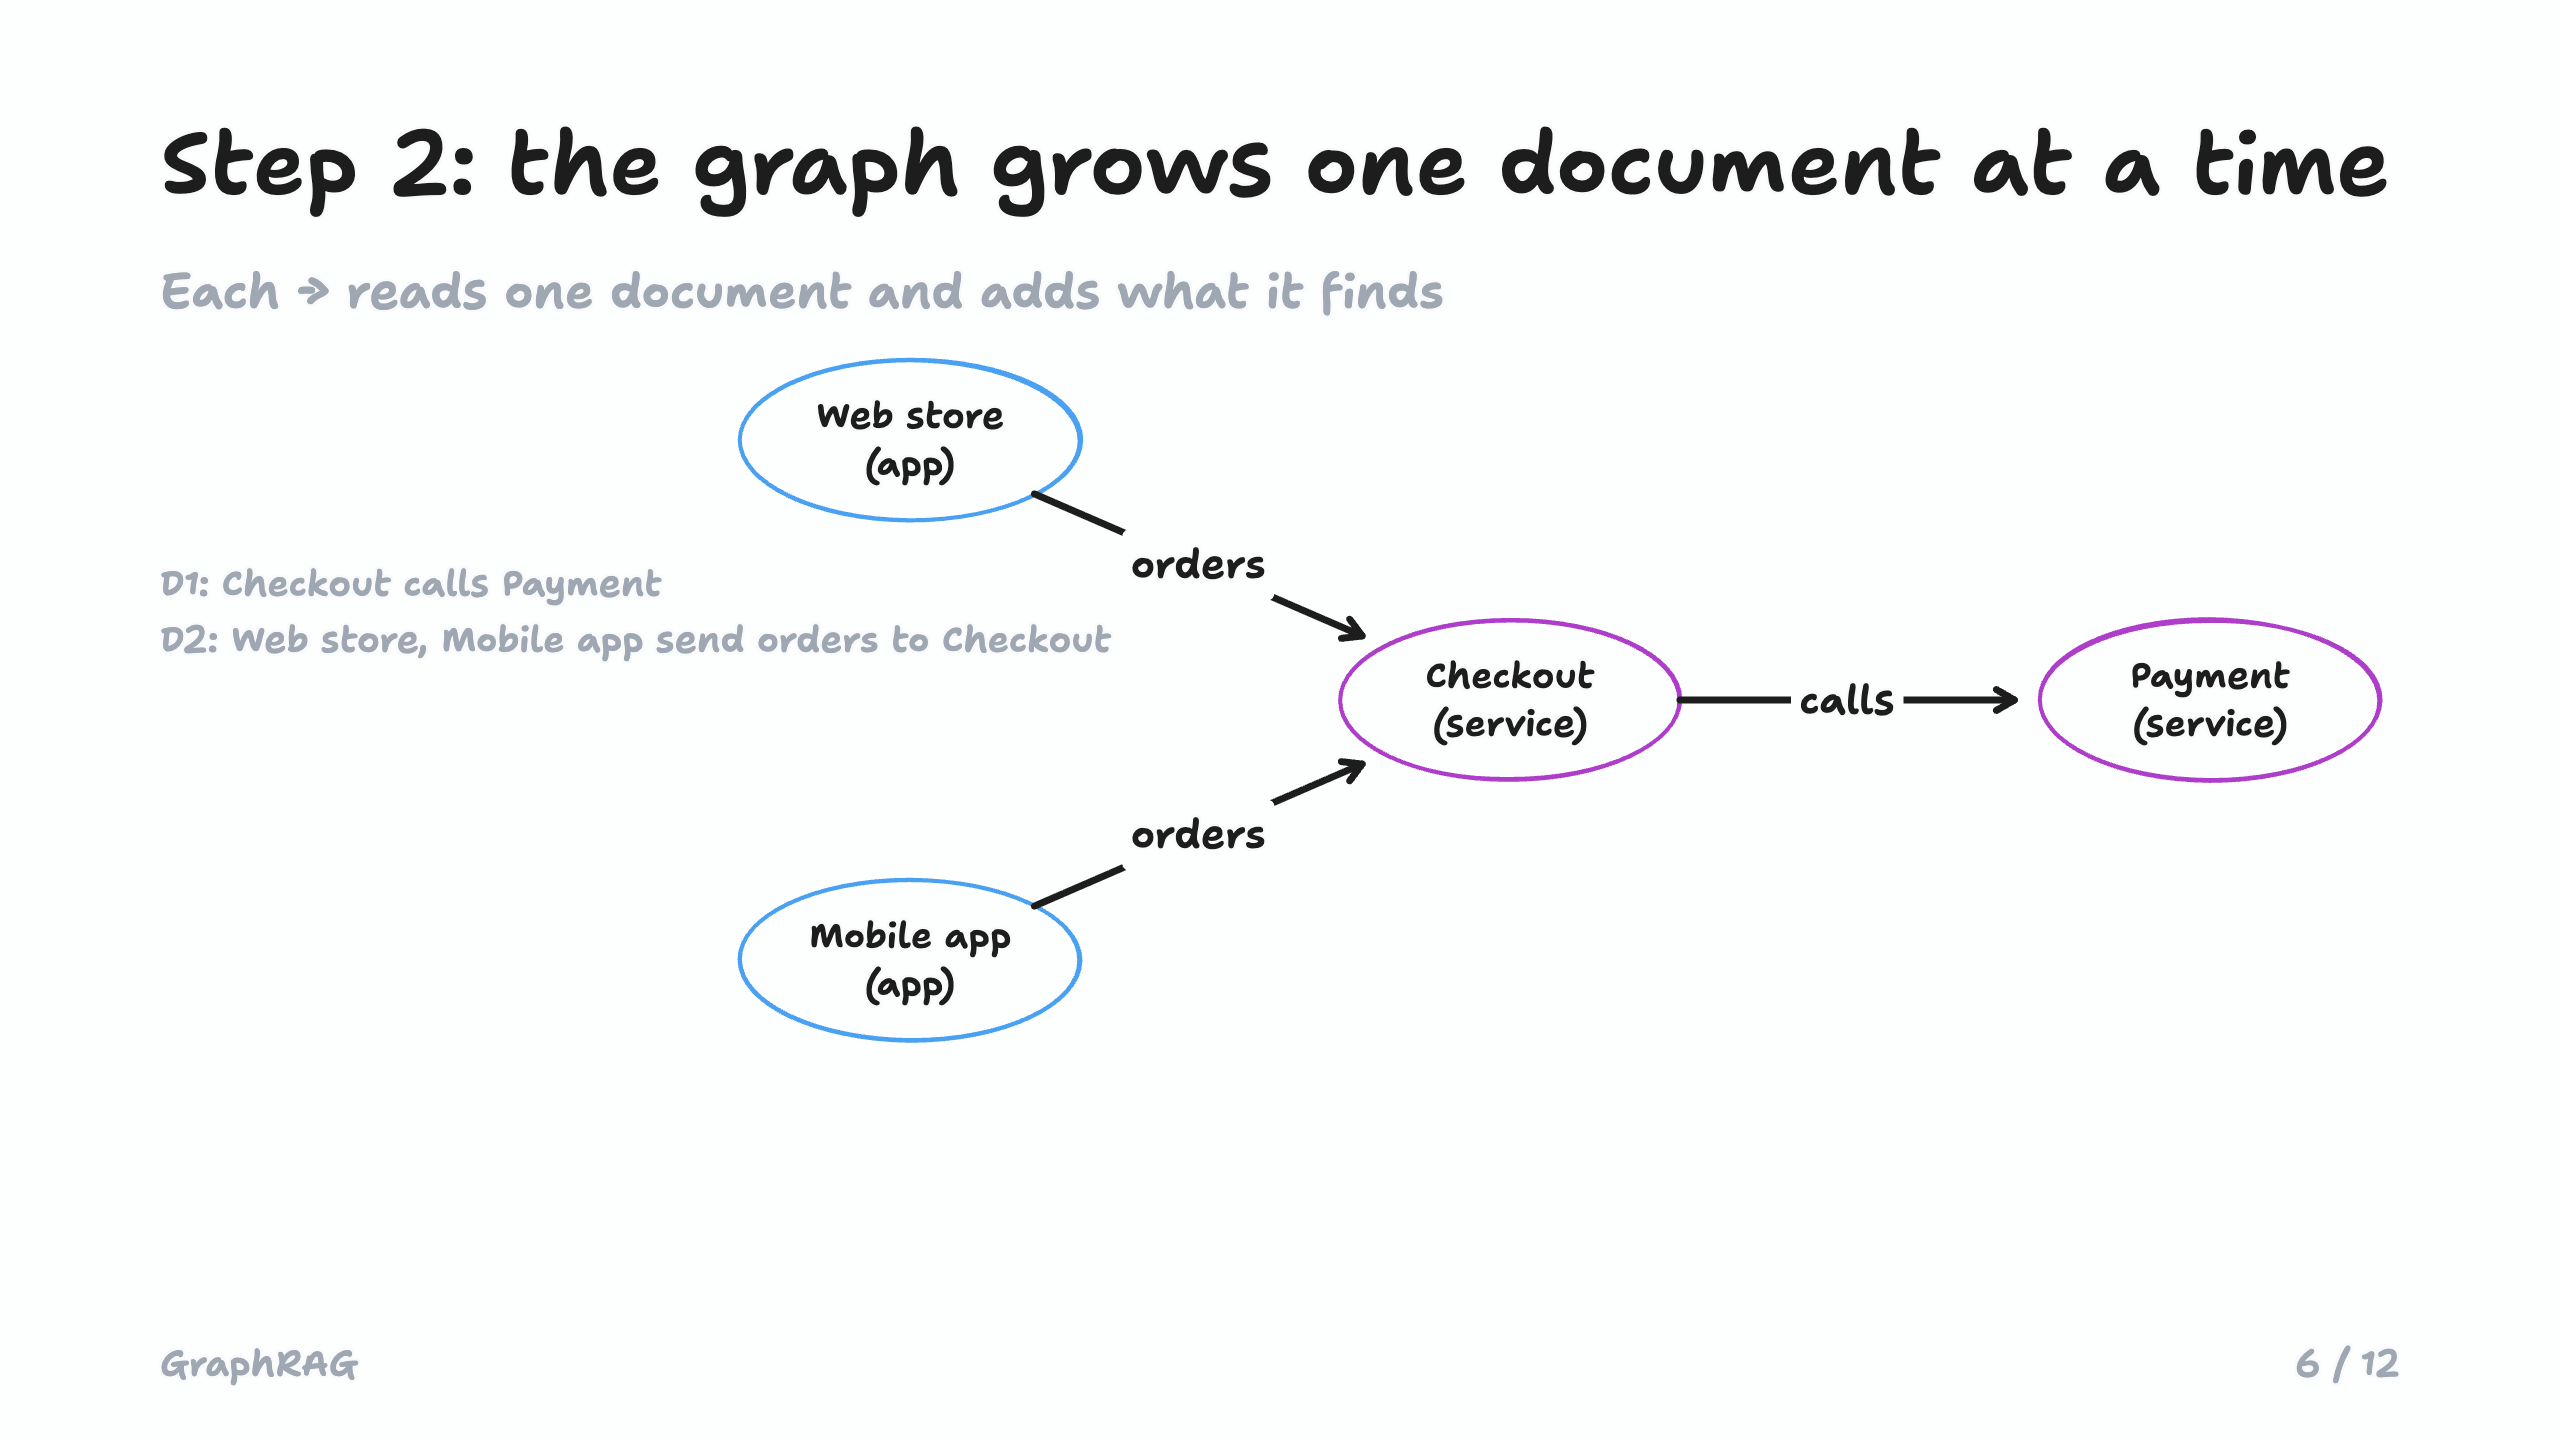 Step 2: the graph grows one document at a time
Each → reads one document and adds what it finds
Web store
(app)
orders
D1: Checkout calls Payment
D2: Web store, Mobile app send orders to Checkout
Checkout
(service)
calls
Payment
(service)
orders
Mobile app
(app)
GraphRAG
6 / 12